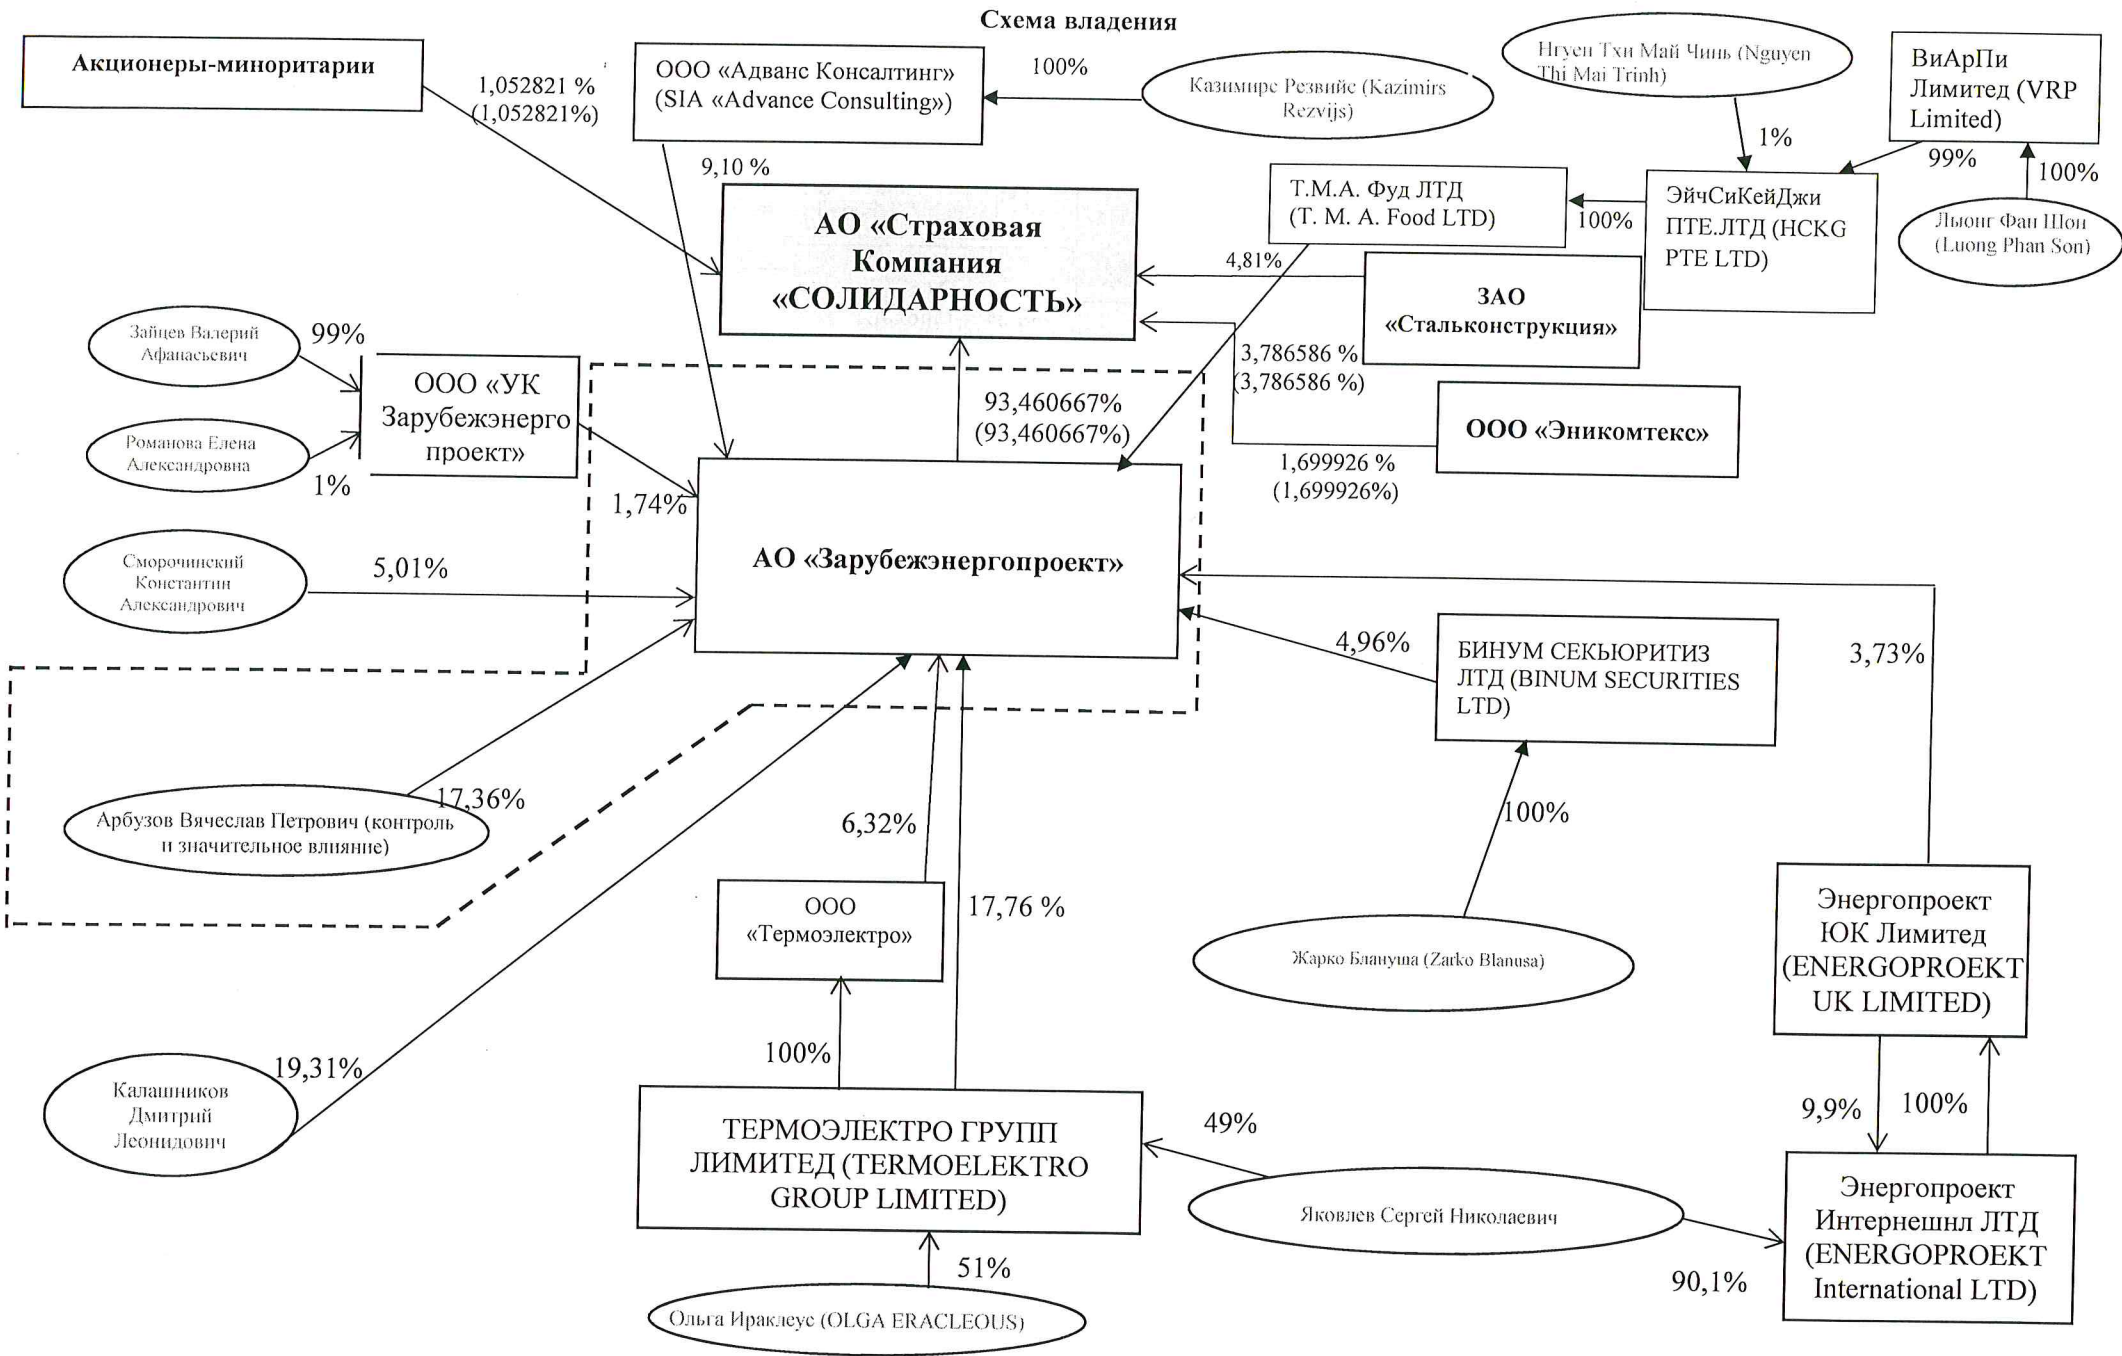 Схема владения
Акционеры-миноритарии
1,052821 %
(1,052821%)
ООО «Адванс Консалтинг»
(SIA «Advance Consulting»)
100%
Казимирс Резвийс (Kazimirs
Rezvijs)
Нгуен Тхи Май Чинь (Nguyen
Thi Mai Trinh)
ВиАрПи
Лимитед (VRP
Limited)
1%
99%
100%
9,10 %
Т.М.А. Фуд ЛТД
(T. M. A. Food LTD)
100%
ЭйчСиКейДжи
ПТЕ.ЛТД (HCKG
PTE LTD)
Лыонг Фан Шон
(Luong Phan Son)
АО «Страховая
Компания
«СОЛИДАРНОСТЬ»
4,81%
ЗАО
«Стальконструкция»
3,786586 %
(3,786586 %)
Зайцев Валерий
Афанасьевич
99%
ООО «УК
Зарубежэнерго
проект»
Романова Елена
Александровна
1%
93,460667%
(93,460667%)
ООО «Эникомтекс»
1,699926 %
(1,699926%)
1,74%
Сморочинский
Константин
Александрович
5,01%
АО «Зарубежэнергопроект»
4,96%
БИНУМ СЕКЬЮРИТИЗ
ЛТД (BINUM SECURITIES
LTD)
3,73%
17,36%
Арбузов Вячеслав Петрович (контроль
и значительное влияние)
6,32%
100%
ООО
«Термоэлектро»
17,76 %
Жарко Блануша (Zarko Blanusa)
Энергопроект
ЮК Лимитед
(ENERGOPROEKT
UK LIMITED)
19,31%
Калашников
Дмитрий
Леонидович
100%
9,9%
100%
ТЕРМОЭЛЕКТРО ГРУПП
ЛИМИТЕД (TERMOELEKTRO
GROUP LIMITED)
49%
Яковлев Сергей Николаевич
Энергопроект
Интернешнл ЛТД
(ENERGOPROEKT
International LTD)
90,1%
51%
Ольга Ираклеус (OLGA ERACLEOUS)